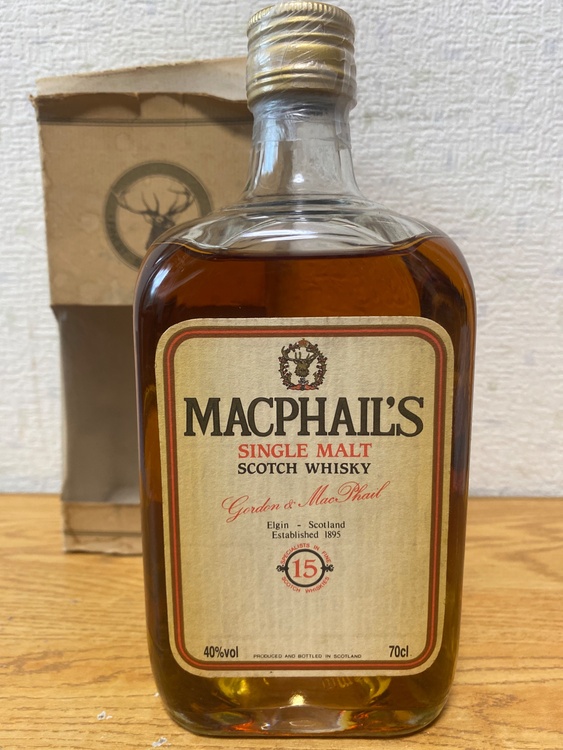 MACPHAIL'S
SINGLE MALT
SCOTCH WHISKY
Gordon & MacPhail
Elgin - Scotland
Established 1895
SPECIALISTS IN FINE
15
SCOTCH WHISKIES
40%vol PRODUCED AND BOTTLED IN SCOTLAND 70cl